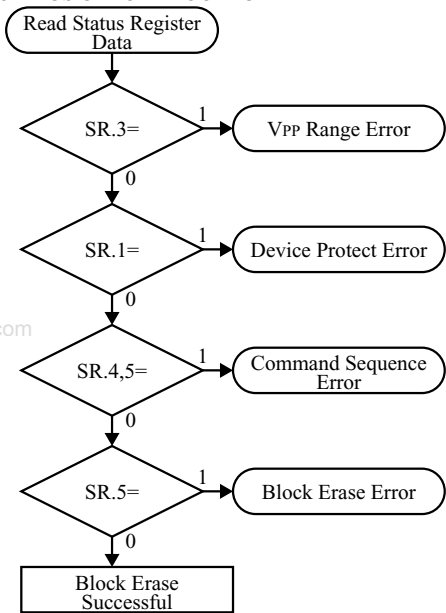 Read Status Register
Data
SR.3=
1
VPP Range Error
0
SR.1=
1
Device Protect Error
0
com
SR.4,5=
1
Command Sequence
Error
0
SR.5=
1
Block Erase Error
0
Block Erase
Successful